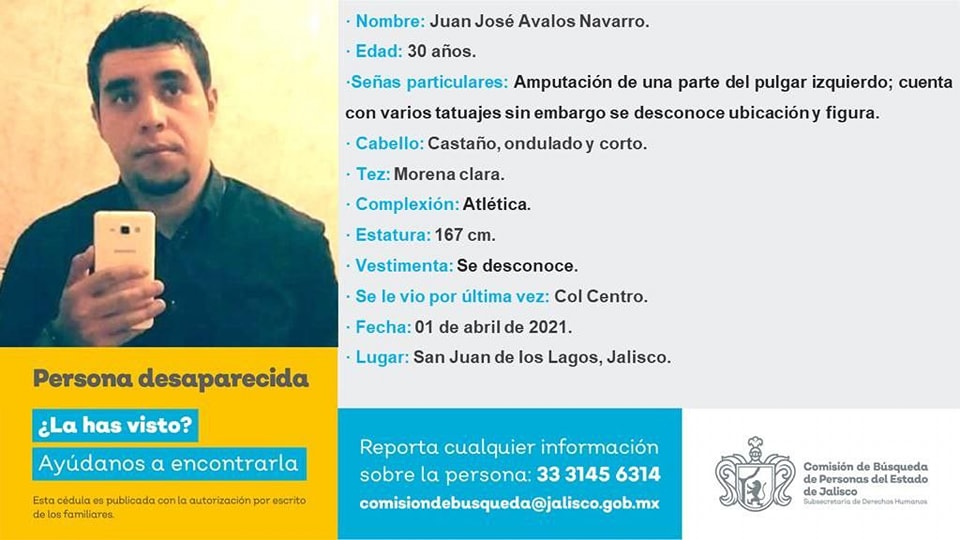 · Nombre: Juan José Avalos Navarro.
· Edad: 30 años.
·Señas particulares: Amputación de una parte del pulgar izquierdo; cuenta
con varios tatuajes sin embargo se desconoce ubicación y figura.
· Cabello: Castaño, ondulado y corto.
· Tez: Morena clara.
· Complexión: Atlética.
· Estatura: 167 cm.
· Vestimenta: Se desconoce.
· Se le vio por última vez: Col Centro.
· Fecha: 01 de abril de 2021.
· Lugar: San Juan de los Lagos, Jalisco.
Persona desaparecida
¿La has visto?
Ayúdanos a encontrarla
Esta cédula es publicada con la autorización por escrito
de los familiares.
Reporta cualquier información
sobre la persona: 33 3145 6314
comisiondebusqueda@jalisco.gob.mx
Comisión de Búsqueda
de Personas del Estado
de Jalisco
Subsecretaría de Derechos Humanos